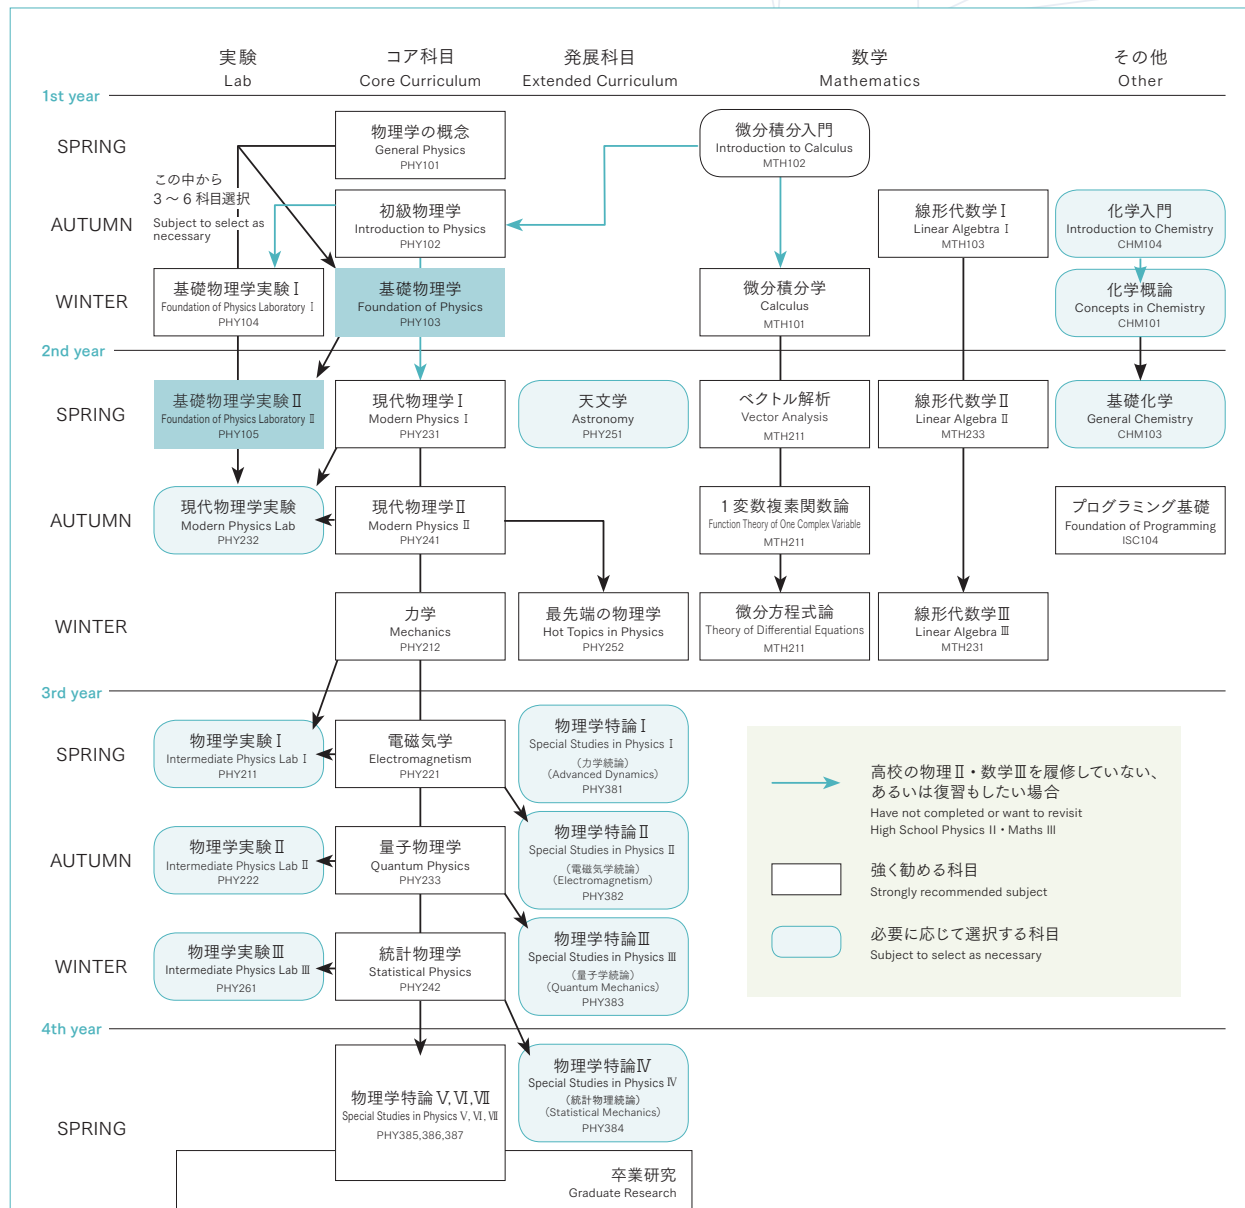 実験
Lab
コア科目
Core Curriculum
発展科目
Extended Curriculum
数学
Mathematics
その他
Other
1st year
SPRING
物理学の概念
General Physics
PHY101
微分積分入門
Introduction to Calculus
MTH102
この中から
3～6科目選択
Subject to select as
necessary
AUTUMN
初級物理学
Introduction to Physics
PHY102
線形代数学Ⅰ
Linear Algebtra Ⅰ
MTH103
化学入門
Introduction to Chemistry
CHM104
WINTER
基礎物理学実験Ⅰ
Foundation of Physics Laboratory Ⅰ
PHY104
基礎物理学
Foundation of Physics
PHY103
微分積分学
Calculus
MTH101
化学概論
Concepts in Chemistry
CHM101
2nd year
SPRING
基礎物理学実験Ⅱ
Foundation of Physics Laboratory Ⅱ
PHY105
現代物理学Ⅰ
Modern Physics Ⅰ
PHY231
天文学
Astronomy
PHY251
ベクトル解析
Vector Analysis
MTH211
線形代数学Ⅱ
Linear Algebra Ⅱ
MTH233
基礎化学
General Chemistry
CHM103
AUTUMN
現代物理学実験
Modern Physics Lab
PHY232
現代物理学Ⅱ
Modern Physics Ⅱ
PHY241
1変数複素関数論
Function Theory of One Complex Variable
MTH211
プログラミング基礎
Foundation of Programming
ISC104
WINTER
力学
Mechanics
PHY212
最先端の物理学
Hot Topics in Physics
PHY252
微分方程式論
Theory of Differential Equations
MTH211
線形代数学Ⅲ
Linear Algebra Ⅲ
MTH231
3rd year
SPRING
物理学実験Ⅰ
Intermediate Physics Lab Ⅰ
PHY211
電磁気学
Electromagnetism
PHY221
物理学特論Ⅰ
Special Studies in Physics Ⅰ
（力学続論）
(Advanced Dynamics)
PHY381
高校の物理Ⅱ・数学Ⅲを履修していない、
あるいは復習もしたい場合
Have not completed or want to revisit
High School Physics II・Maths III
AUTUMN
物理学実験Ⅱ
Intermediate Physics Lab Ⅱ
PHY222
量子物理学
Quantum Physics
PHY233
物理学特論Ⅱ
Special Studies in Physics Ⅱ
（電磁気学続論）
(Electromagnetism)
PHY382
強く勧める科目
Strongly recommended subject
WINTER
物理学実験Ⅲ
Intermediate Physics Lab Ⅲ
PHY261
統計物理学
Statistical Physics
PHY242
物理学特論Ⅲ
Special Studies in Physics Ⅲ
（量子学続論）
(Quantum Mechanics)
PHY383
必要に応じて選択する科目
Subject to select as necessary
4th year
SPRING
物理学特論Ⅴ,Ⅵ,Ⅶ
Special Studies in Physics Ⅴ, Ⅵ, Ⅶ
PHY385,386,387
物理学特論Ⅳ
Special Studies in Physics Ⅳ
（統計物理続論）
(Statistical Mechanics)
PHY384
卒業研究
Graduate Research